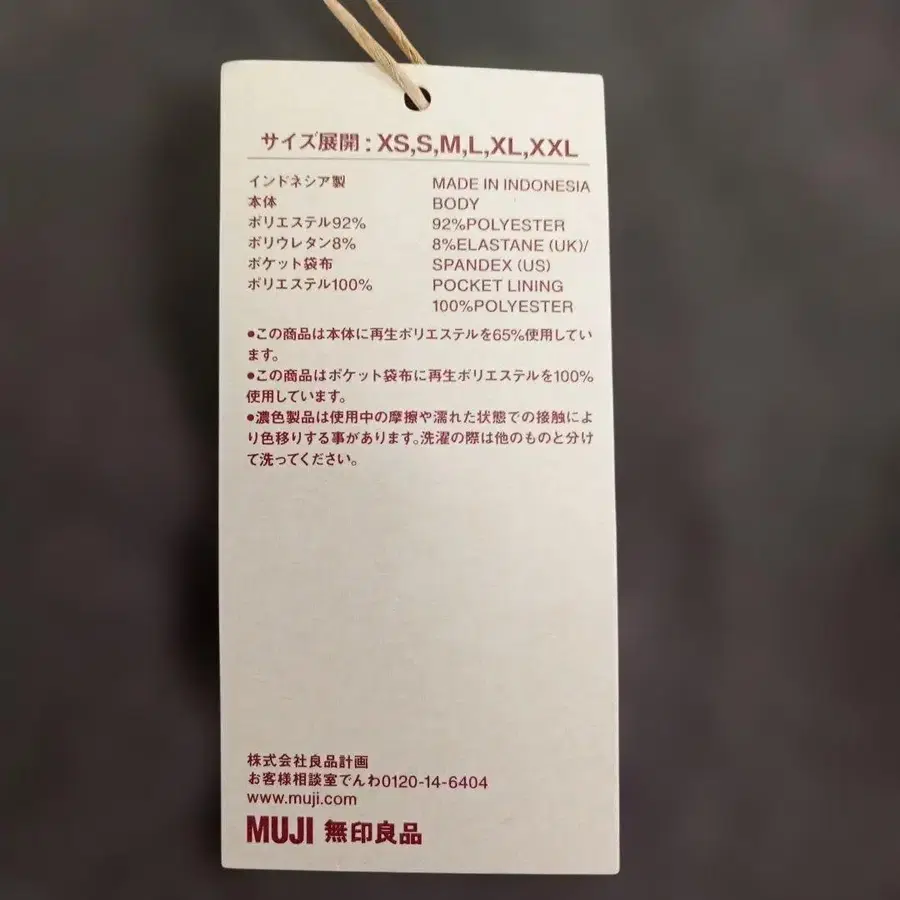 サイズ展開:XS,S,M,L,XL,XXL
インドネシア製
本体
ポリエステル92%
ポリウレタン8%
ポケット袋布
ポリエステル100%
MADE IN INDONESIA
BODY
92%POLYESTER
8%ELASTANE (UK)/
SPANDEX (US)
POCKET LINING
100%POLYESTER
●この商品は本体に再生ポリエステルを65%使用してい
ます。
●この商品はポケット袋布に再生ポリエステルを100%
使用しています。
●濃色製品は使用中の摩擦や濡れた状態での接触によ
り色移りする事があります。洗濯の際は他のものと分け
て洗ってください。
株式会社良品計画
お客様相談室でんわ0120-14-6404
www.muji.com
MUJI 無印良品